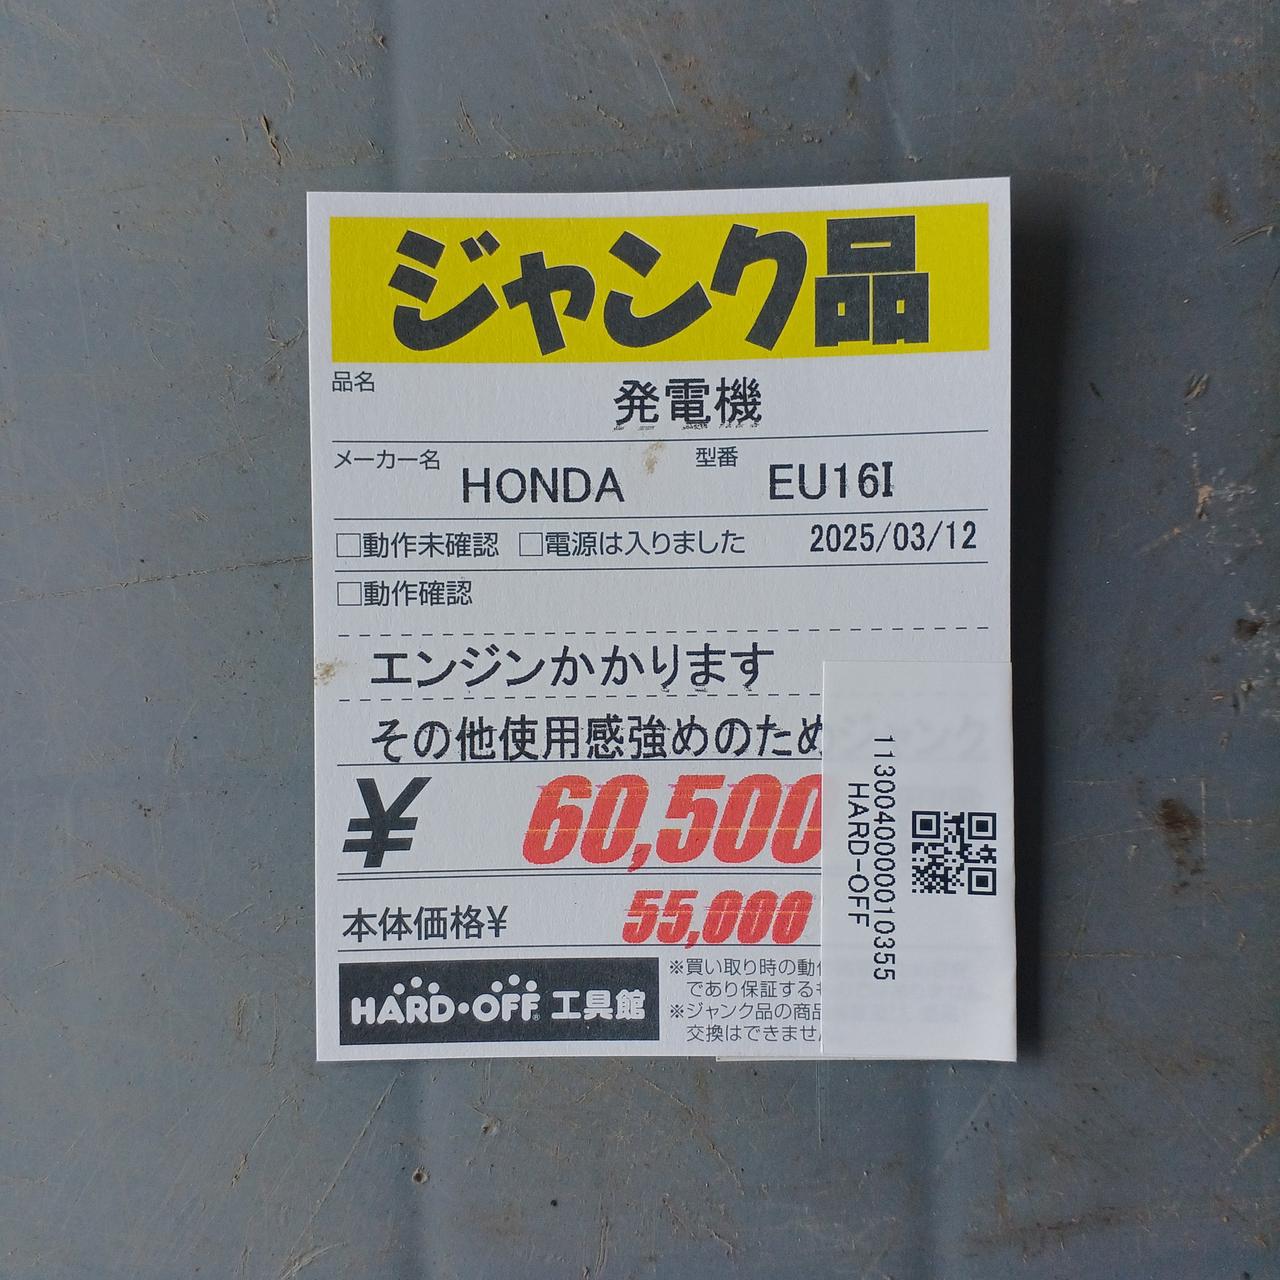 ジャンク品
品名 発電機
メーカー名 HONDA 型番 EU16I
□動作未確認 □電源は入りました 2025/03/12
□動作確認
エンジンかかります
その他使用感強めのため
¥ 60,500
本体価格¥ 55,000
HARD・OFF® 工具館
※買い取り時の動
であり保証する
※ジャンク品の商品
交換はできませ
1130040000010355
HARD-OFF